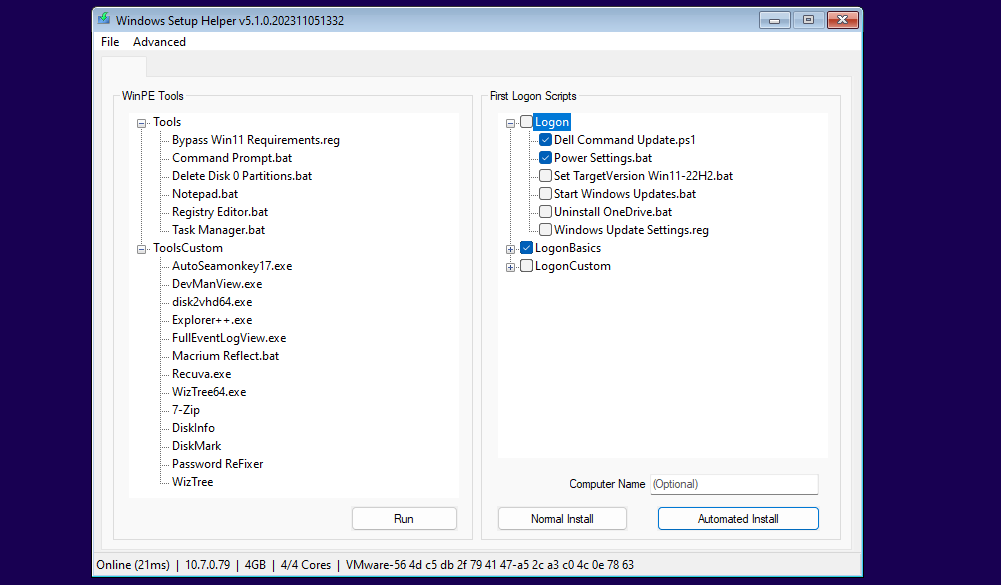 Windows Setup Helper v5.1.0.202311051332
File Advanced
WinPE Tools
Tools
Bypass Win11 Requirements.reg
Command Prompt.bat
Delete Disk 0 Partitions.bat
Notepad.bat
Registry Editor.bat
Task Manager.bat
ToolsCustom
AutoSeamonkey17.exe
DevManView.exe
disk2vhd64.exe
Explorer++.exe
FullEventLogView.exe
Macrium Reflect.bat
Recuva.exe
WizTree64.exe
7-Zip
DiskInfo
DiskMark
Password ReFixer
WizTree
Run
First Logon Scripts
Logon
Dell Command Update.ps1
Power Settings.bat
Set TargetVersion Win11-22H2.bat
Start Windows Updates.bat
Uninstall OneDrive.bat
Windows Update Settings.reg
LogonBasics
LogonCustom
Computer Name (Optional)
Normal Install Automated Install
Online (21ms) | 10.7.0.79 | 4GB | 4/4 Cores | VMware-56 4d c5 db 2f 79 41 47-a5 2c a3 c0 4c 0e 78 63